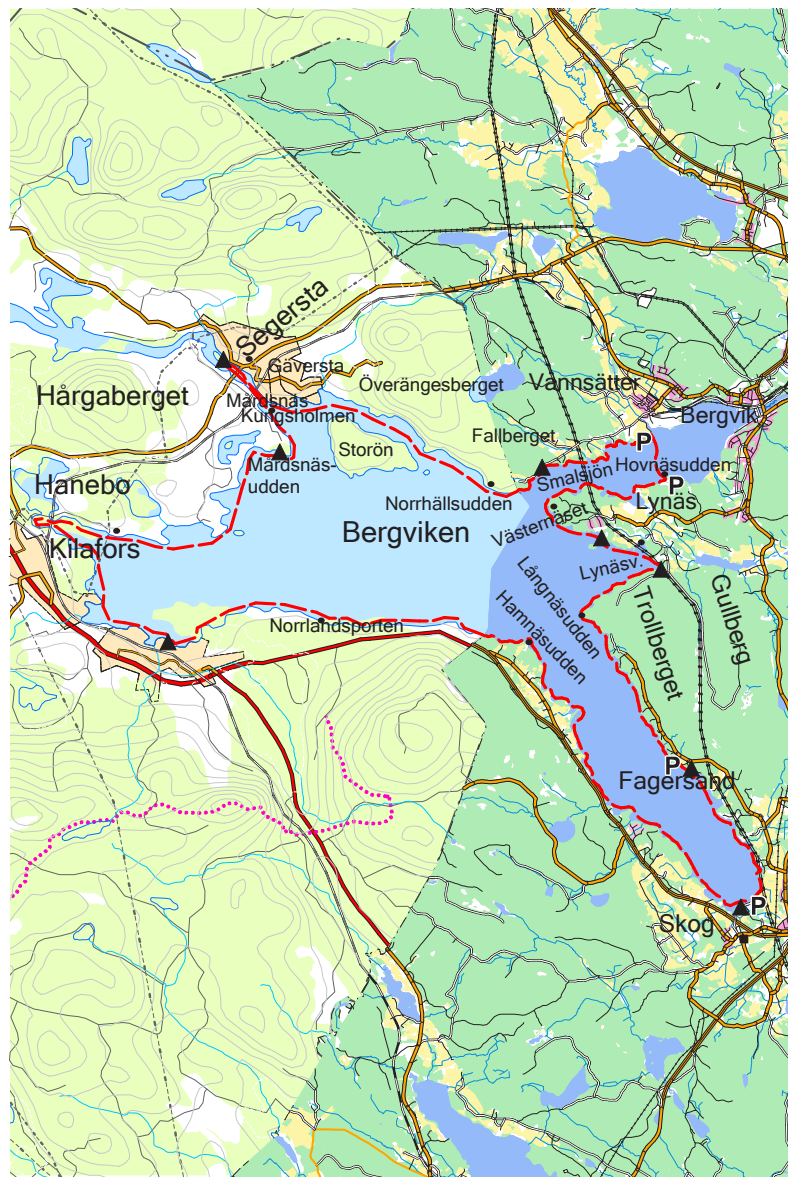 Segersta
Gäversta
Överängesberget
Hårgaberget
Mårdsnäs
Kungsholmen
Vannsätter
Bergvik
Fallberget
P
Storön
Mårdsnäs-
udden
Smalsjön
Hovnäsudden
P
Hanebo
Norrhällsudden
Lynäs
Kilafors
Bergviken
Västernäset
Lynäsv.
Långnäsudden
Hamnäsudden
Trollberget
Gullberg
Norrlandsporten
P
Fagersand
P
Skog